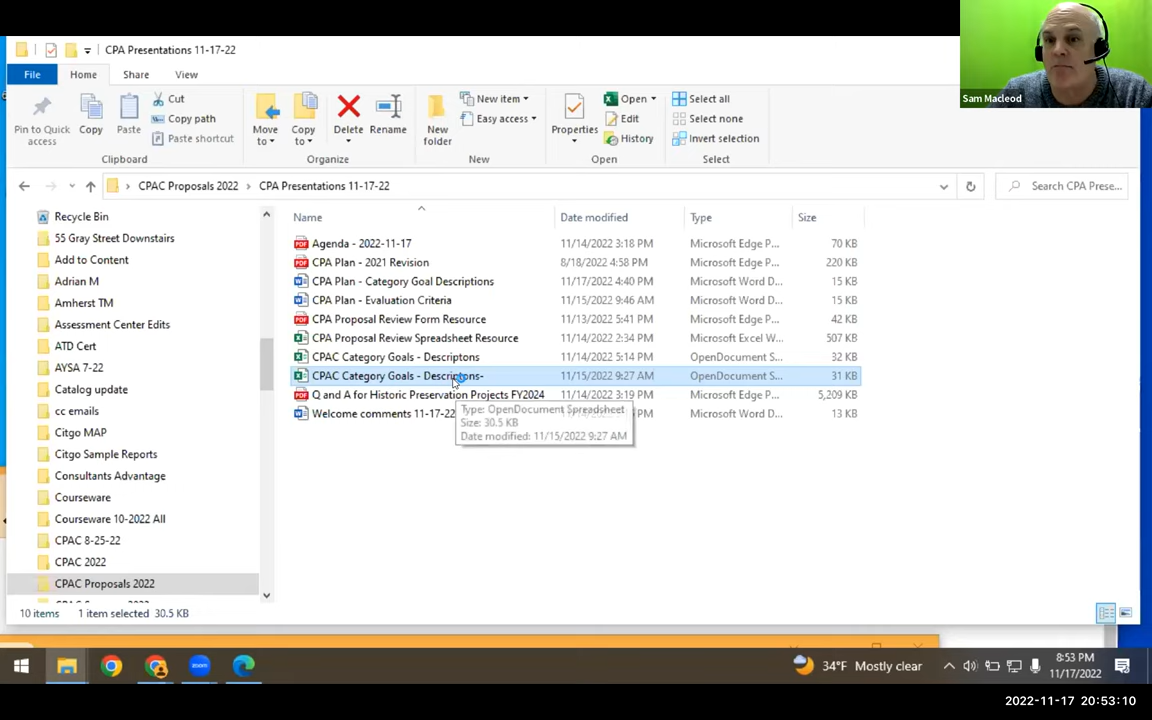 CPA Presentations 11-17-22
Sam Macleod
File Home Share View
Pin to Quick access
Copy
Paste
Cut
Copy path
Paste shortcut
Clipboard
Move to
Copy to
Delete
Rename
Organize
New folder
New item
Easy access
New
Properties
Open
Edit
History
Open
Select all
Select none
Invert selection
Select
CPAC Proposals 2022 › CPA Presentations 11-17-22
Search CPA Prese...
Recycle Bin
55 Gray Street Downstairs
Add to Content
Adrian M
Amherst TM
Assessment Center Edits
ATD Cert
AYSA 7-22
Catalog update
cc emails
Citgo MAP
Citgo Sample Reports
Consultants Advantage
Courseware
Courseware 10-2022 All
CPAC 8-25-22
CPAC 2022
CPAC Proposals 2022
Name Date modified Type Size
Agenda - 2022-11-17 11/14/2022 3:18 PM Microsoft Edge P... 70 KB
CPA Plan - 2021 Revision 8/18/2022 4:58 PM Microsoft Edge P... 220 KB
CPA Plan - Category Goal Descriptions 11/17/2022 4:40 PM Microsoft Word D... 15 KB
CPA Plan - Evaluation Criteria 11/15/2022 9:46 AM Microsoft Word D... 15 KB
CPA Proposal Review Form Resource 11/13/2022 5:41 PM Microsoft Edge P... 42 KB
CPA Proposal Review Spreadsheet Resource 11/14/2022 2:34 PM Microsoft Excel W... 507 KB
CPAC Category Goals - Descriptons 11/14/2022 5:14 PM OpenDocument S... 32 KB
CPAC Category Goals - Descriptons- 11/15/2022 9:27 AM OpenDocument S... 31 KB
Q and A for Historic Preservation Projects FY2024 11/14/2022 3:19 PM Microsoft Edge P... 5,209 KB
Welcome comments 11-17-22 PM Microsoft Word D... 13 KB
Type: OpenDocument Spreadsheet
Size: 30.5 KB
Date modified: 11/15/2022 9:27 AM
10 items 1 item selected 30.5 KB
zoom
34°F Mostly clear
8:53 PM
11/17/2022
2022-11-17 20:53:10